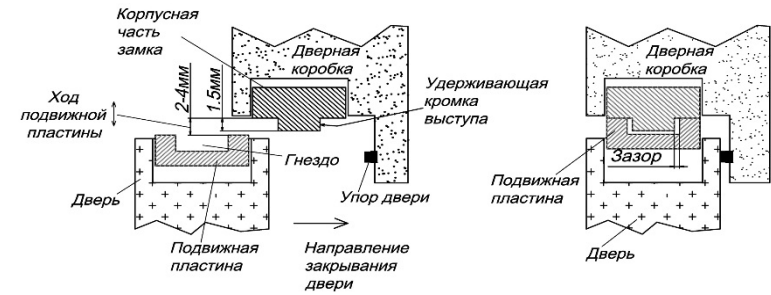 Корпусная
часть
замка
Дверная
коробка
Ход
подвижной
пластины
2-4мм
1.5мм
Удерживающая
кромка
выступа
Гнездо
Дверь
Упор двери
Подвижная
пластина
Направление
закрывания
двери
Дверная
коробка
Зазор
Подвижная
пластина
Дверь